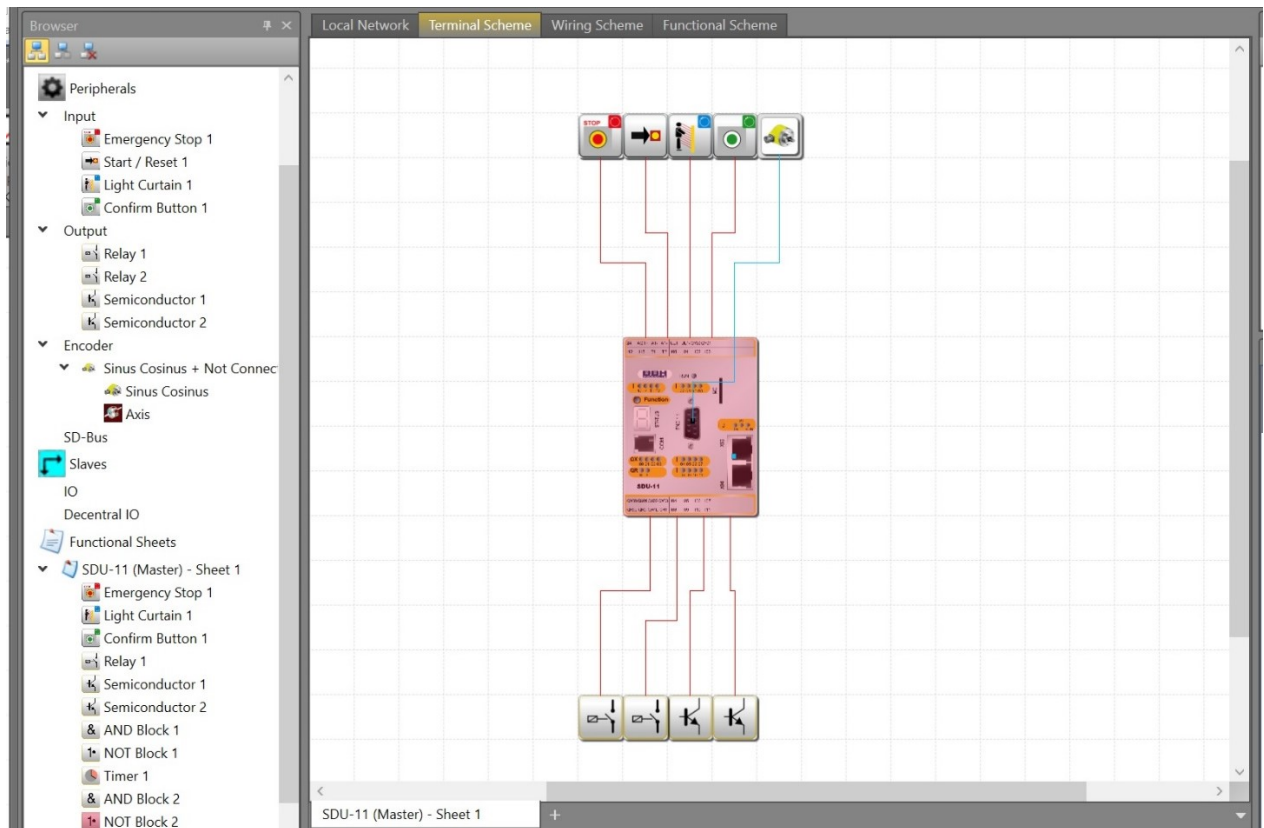 Browser
Local Network
Terminal Scheme
Wiring Scheme
Functional Scheme
Peripherals
Input
Emergency Stop 1
Start / Reset 1
Light Curtain 1
Confirm Button 1
Output
Relay 1
Relay 2
Semiconductor 1
Semiconductor 2
Encoder
Sinus Cosinus + Not Connec
Sinus Cosinus
Axis
SD-Bus
Slaves
IO
Decentral IO
Functional Sheets
SDU-11 (Master) - Sheet 1
Emergency Stop 1
Light Curtain 1
Confirm Button 1
Relay 1
Semiconductor 1
Semiconductor 2
& AND Block 1
NOT Block 1
Timer 1
& AND Block 2
NOT Block 2
STOP
Function
STATUS
COM
SDU-11
SDU-11 (Master) - Sheet 1